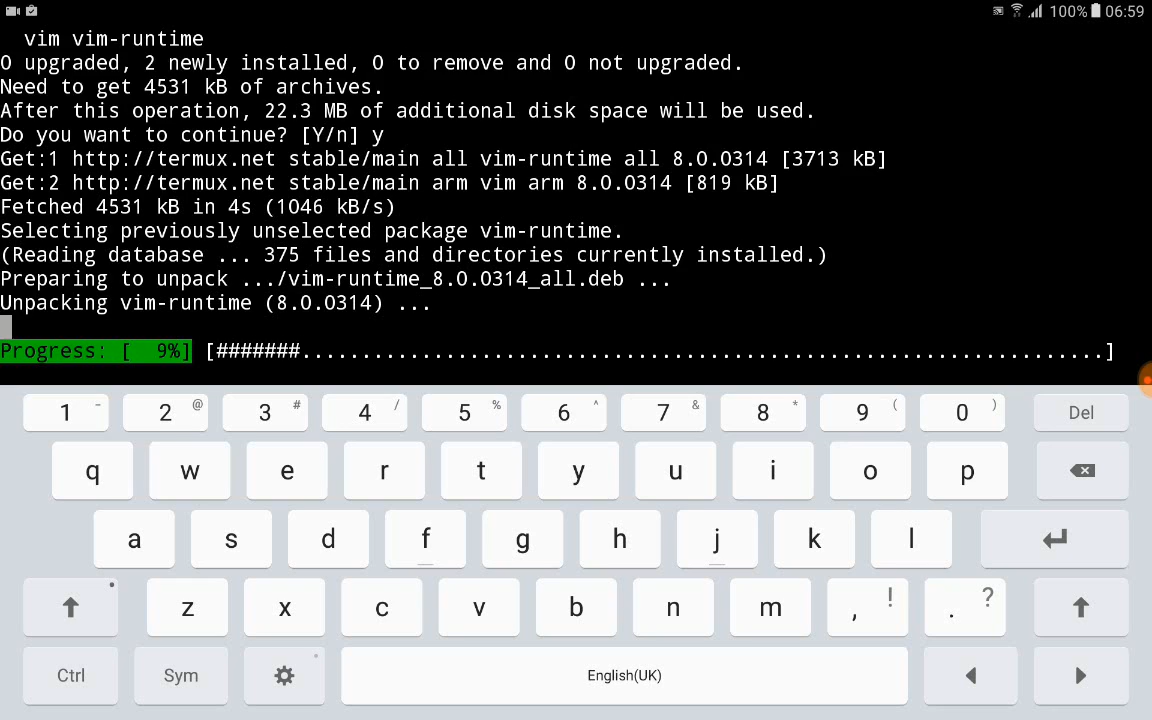 100% 06:59
vim vim-runtime
0 upgraded, 2 newly installed, 0 to remove and 0 not upgraded.
Need to get 4531 kB of archives.
After this operation, 22.3 MB of additional disk space will be used.
Do you want to continue? [Y/n] y
Get:1 http://termux.net stable/main all vim-runtime all 8.0.0314 [3713 kB]
Get:2 http://termux.net stable/main arm vim arm 8.0.0314 [819 kB]
Fetched 4531 kB in 4s (1046 kB/s)
Selecting previously unselected package vim-runtime.
(Reading database ... 375 files and directories currently installed.)
Preparing to unpack .../vim-runtime_8.0.0314_all.deb ...
Unpacking vim-runtime (8.0.0314) ...
Progress: [  9%] [#######...................................................................]
1 - 2 @ 3 # 4 / 5 % 6 ^ 7 & 8 * 9 ( 0 ) Del
q w e r t y u i o p
a s d f g h j k l
z x c v b n m , ! . ?
Ctrl Sym English(UK)